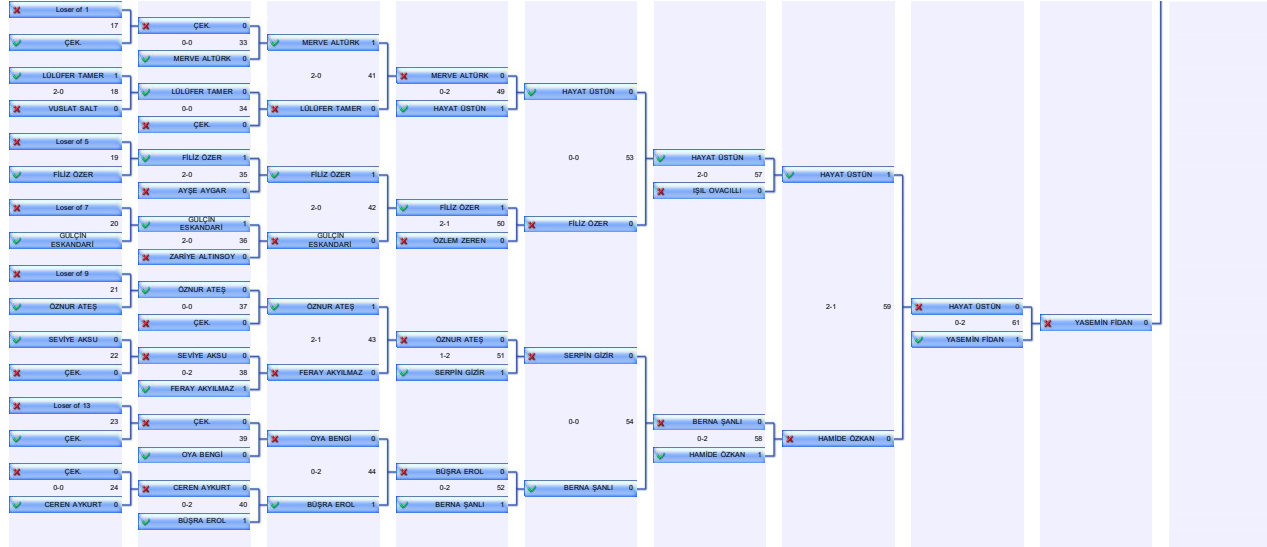 Loser of 1
17
ÇEK.
LÜLÜFER TAMER 1
2-0 18
VUSLAT SALT 0
Loser of 5
19
FİLİZ ÖZER
Loser of 7
20
GÜLÇİN
ESKANDARİ
Loser of 9
21
ÖZNUR ATEŞ
SEVİYE AKSU 0
22
ÇEK. 0
Loser of 13
23
ÇEK.
ÇEK. 0
0-0 24
CEREN AYKURT 0
ÇEK. 0
0-0 33
MERVE ALTÜRK 0
LÜLÜFER TAMER 0
0-0 34
ÇEK. 0
FİLİZ ÖZER 1
2-0 35
AYŞE AYGAR 0
GÜLÇİN
ESKANDARİ 1
2-0 36
ZARİYE ALTINSOY 0
ÖZNUR ATEŞ 0
0-0 37
ÇEK. 0
SEVİYE AKSU 0
0-2 38
FERAY AKYILMAZ 1
ÇEK. 0
39
OYA BENGİ 0
CEREN AYKURT 0
0-2 40
BÜŞRA EROL 1
MERVE ALTÜRK 1
2-0 41
LÜLÜFER TAMER 0
FİLİZ ÖZER 1
2-0 42
GÜLÇİN
ESKANDARİ 0
ÖZNUR ATEŞ 1
2-1 43
FERAY AKYILMAZ 0
OYA BENGİ 0
0-2 44
BÜŞRA EROL 1
MERVE ALTÜRK 0
0-2 49
HAYAT ÜSTÜN 1
FİLİZ ÖZER 1
2-1 50
ÖZLEM ZEREN 0
ÖZNUR ATEŞ 0
1-2 51
SERPİN GİZİR 1
BÜŞRA EROL 0
0-2 52
BERNA ŞANLI 1
HAYAT ÜSTÜN 0
0-0 53
FİLİZ ÖZER 0
SERPİN GİZİR 0
0-0 54
BERNA ŞANLI 0
HAYAT ÜSTÜN 1
2-0 57
IŞIL OVACILLI 0
BERNA ŞANLI 0
0-2 58
HAMİDE ÖZKAN 1
HAYAT ÜSTÜN 1
2-1 59
HAMİDE ÖZKAN 0
HAYAT ÜSTÜN 0
0-2 61
YASEMİN FİDAN 1
YASEMİN FİDAN 0